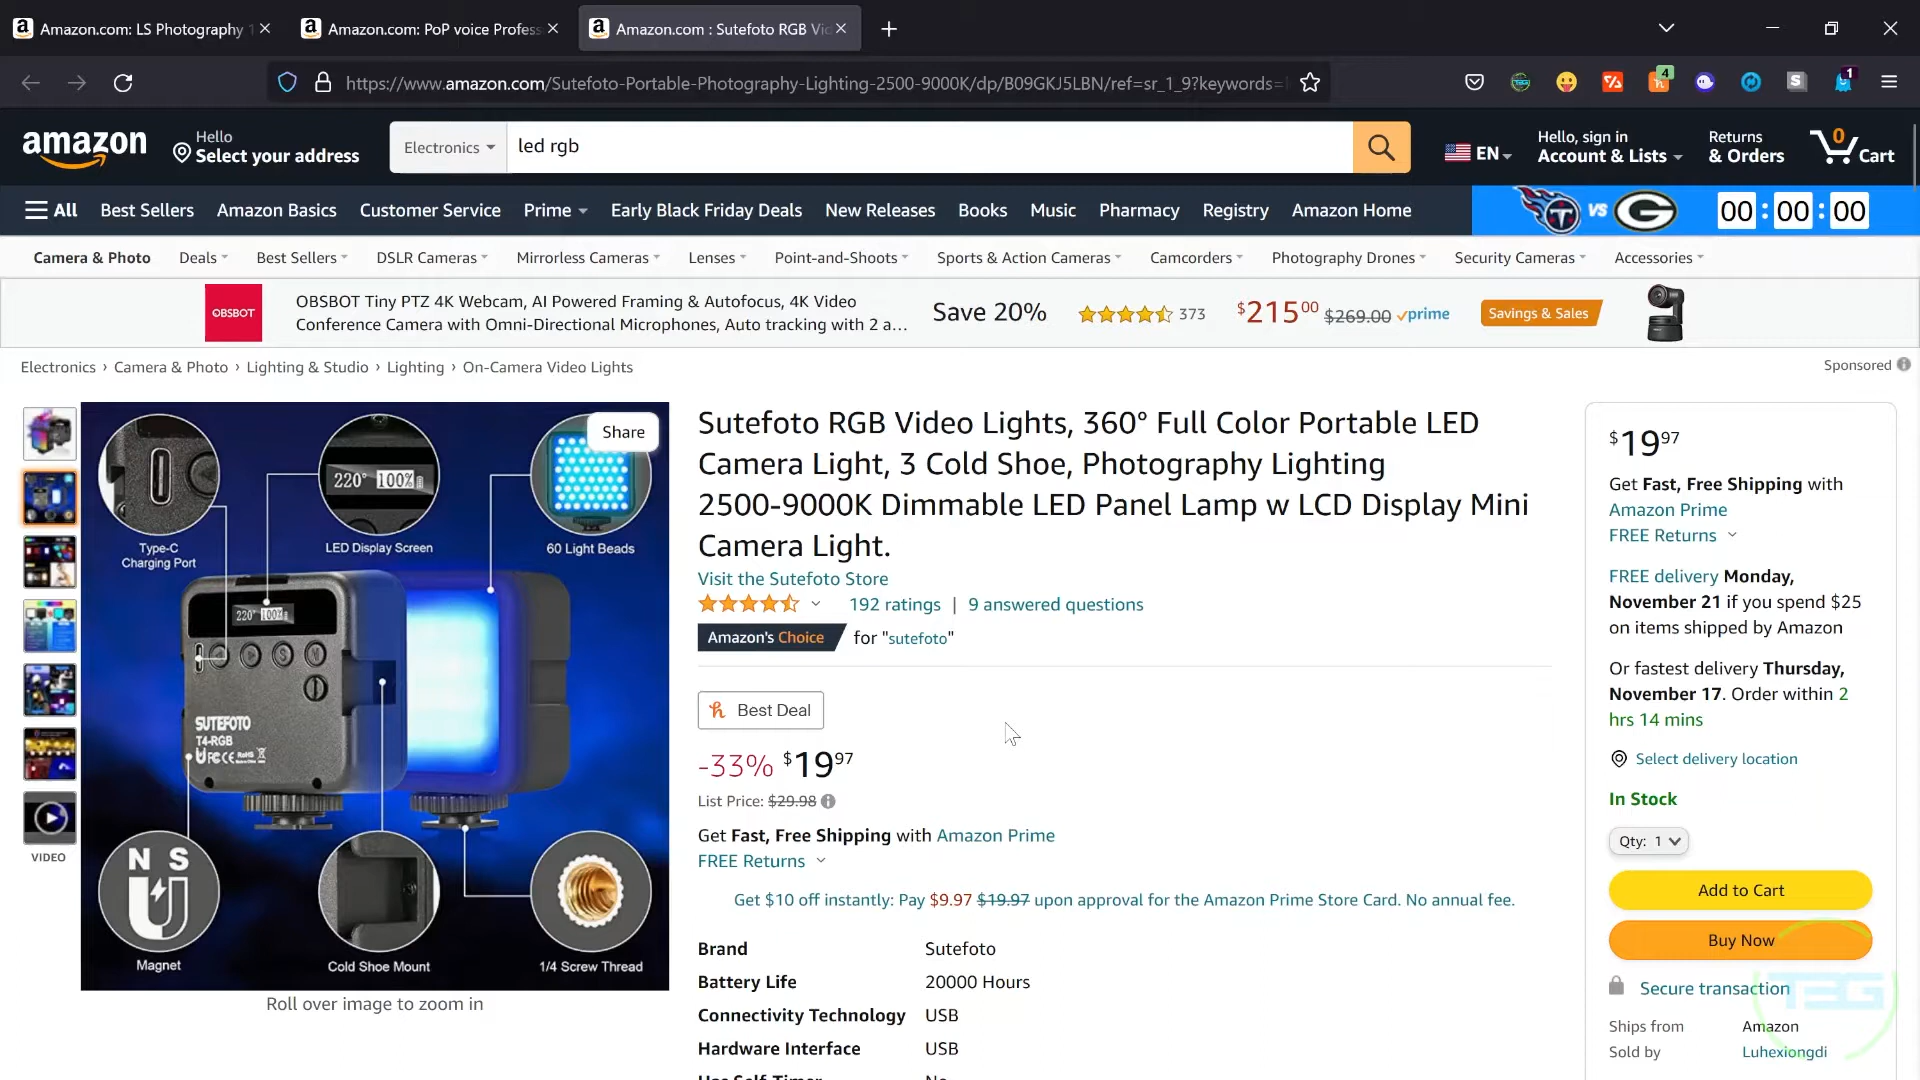 Amazon.com: LS Photography 1
Amazon.com: PoP voice Profess
Amazon.com : Sutefoto RGB Vid
https://www.amazon.com/Sutefoto-Portable-Photography-Lighting-2500-9000K/dp/B09GKJ5LBN/ref=sr_1_9?keywords=
4
S
1
amazon
Hello
Select your address
Electronics
led rgb
EN
Hello, sign in
Account & Lists
Returns
& Orders
0
Cart
All
Best Sellers
Amazon Basics
Customer Service
Prime
Early Black Friday Deals
New Releases
Books
Music
Pharmacy
Registry
Amazon Home
T VS G
00 : 00 : 00
Camera & Photo
Deals
Best Sellers
DSLR Cameras
Mirrorless Cameras
Lenses
Point-and-Shoots
Sports & Action Cameras
Camcorders
Photography Drones
Security Cameras
Accessories
OBSBOT
OBSBOT Tiny PTZ 4K Webcam, AI Powered Framing & Autofocus, 4K Video
Conference Camera with Omni-Directional Microphones, Auto tracking with 2 a...
Save 20%
373
$21500 $269.00 prime
Savings & Sales
Electronics › Camera & Photo › Lighting & Studio › Lighting › On-Camera Video Lights
Sponsored
Share
220° 100%
Type-C
Charging Port
LED Display Screen
60 Light Beads
220° 100%
S
M
SUTEFOTO
T4-RGB
FC CE RoHS
N S
Magnet
Cold Shoe Mount
1/4 Screw Thread
VIDEO
Roll over image to zoom in
Sutefoto RGB Video Lights, 360° Full Color Portable LED
Camera Light, 3 Cold Shoe, Photography Lighting
2500-9000K Dimmable LED Panel Lamp w LCD Display Mini
Camera Light.
Visit the Sutefoto Store
192 ratings | 9 answered questions
Amazon's Choice for "sutefoto"
Best Deal
-33% $1997
List Price: $29.98
Get Fast, Free Shipping with Amazon Prime
FREE Returns
Get $10 off instantly: Pay $9.97 $19.97 upon approval for the Amazon Prime Store Card. No annual fee.
Brand Sutefoto
Battery Life 20000 Hours
Connectivity Technology USB
Hardware Interface USB
Has Self-Timer No
$1997
Get Fast, Free Shipping with
Amazon Prime
FREE Returns
FREE delivery Monday,
November 21 if you spend $25
on items shipped by Amazon
Or fastest delivery Thursday,
November 17. Order within 2
hrs 14 mins
Select delivery location
In Stock
Qty: 1
Add to Cart
Buy Now
Secure transaction
TEG
Ships from Amazon
Sold by Luhexiongdi